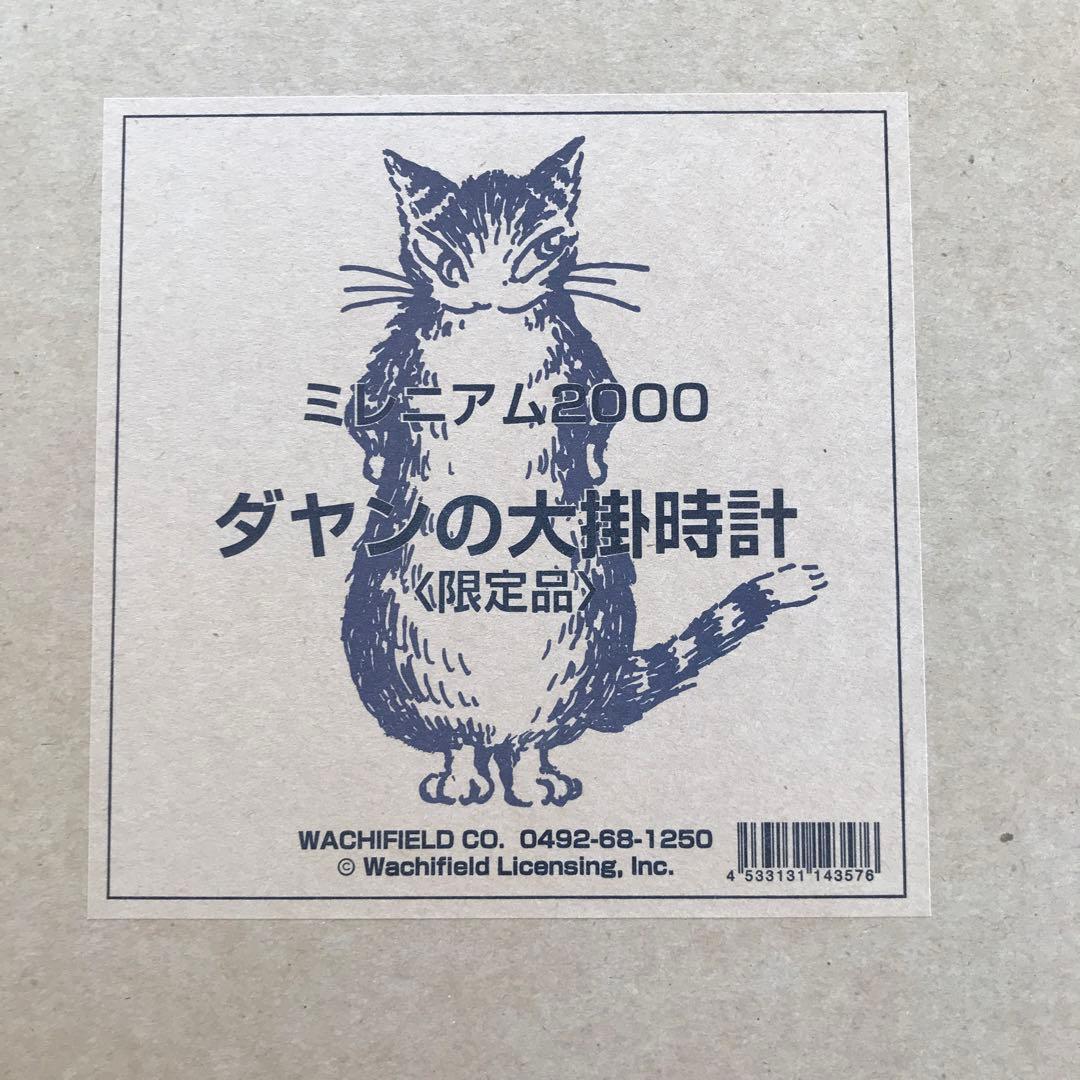 ミレニアム2000
ダヤンの大掛時計
〈限定品〉
WACHIFIELD CO. 0492-68-1250
© Wachifield Licensing, Inc.
4 533131 143576